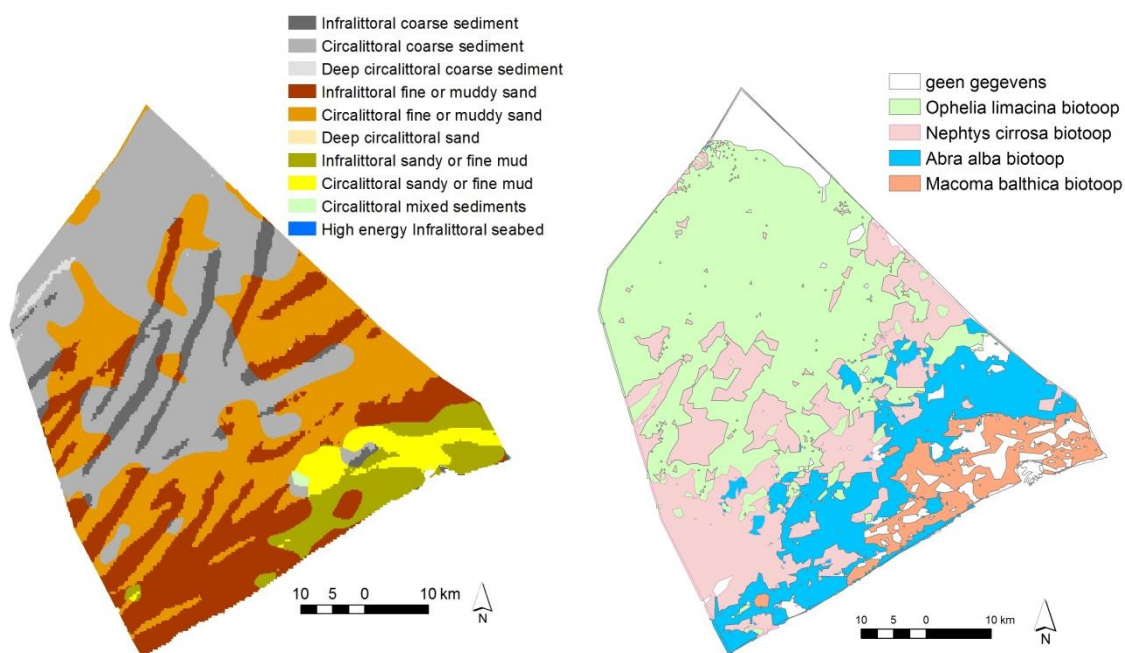 Infralittoral coarse sediment
Circalittoral coarse sediment
Deep circalittoral coarse sediment
Infralittoral fine or muddy sand
Circalittoral fine or muddy sand
Deep circalittoral sand
Infralittoral sandy or fine mud
Circalittoral sandy or fine mud
Circalittoral mixed sediments
High energy Infralittoral seabed
10 5 0 10 km
N
geen gegevens
Ophelia limacina biotoop
Nephtys cirrosa biotoop
Abra alba biotoop
Macoma balthica biotoop
10 5 0 10 km
N